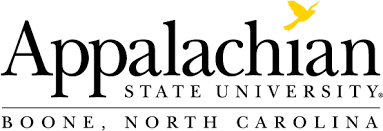 Appalachian
STATE UNIVERSITY®
BOONE, NORTH CAROLINA